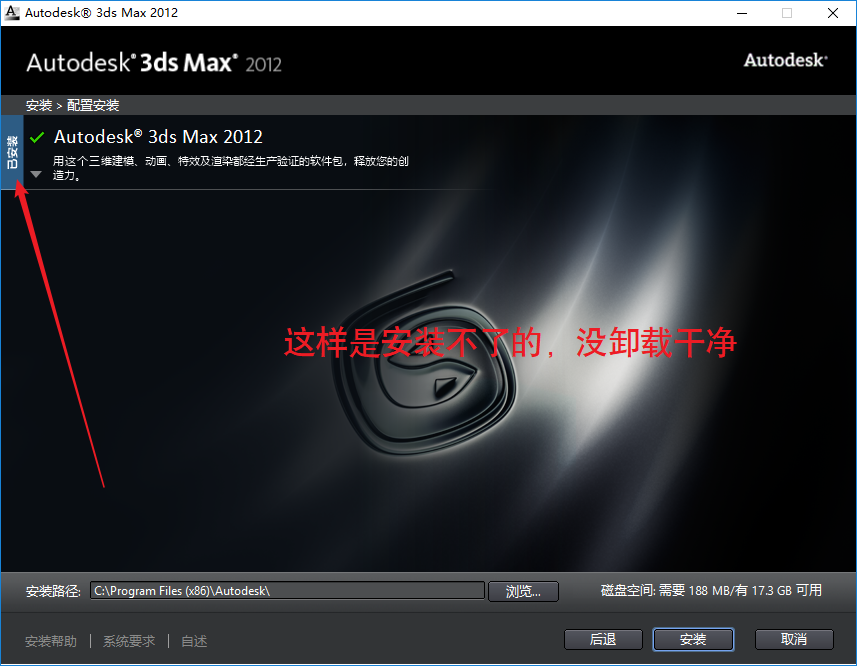 Autodesk® 3ds Max 2012
Autodesk® 3ds Max® 2012
Autodesk®
安装 > 配置安装
已安装
Autodesk® 3ds Max 2012
用这个三维建模、动画、特效及渲染都经生产验证的软件包，释放您的创
造力。
这样是安装不了的，没卸载干净
安装路径:
C:\Program Files (x86)\Autodesk\
浏览...
磁盘空间: 需要 188 MB/有 17.3 GB 可用
安装帮助 | 系统要求 | 自述
后退
安装
取消